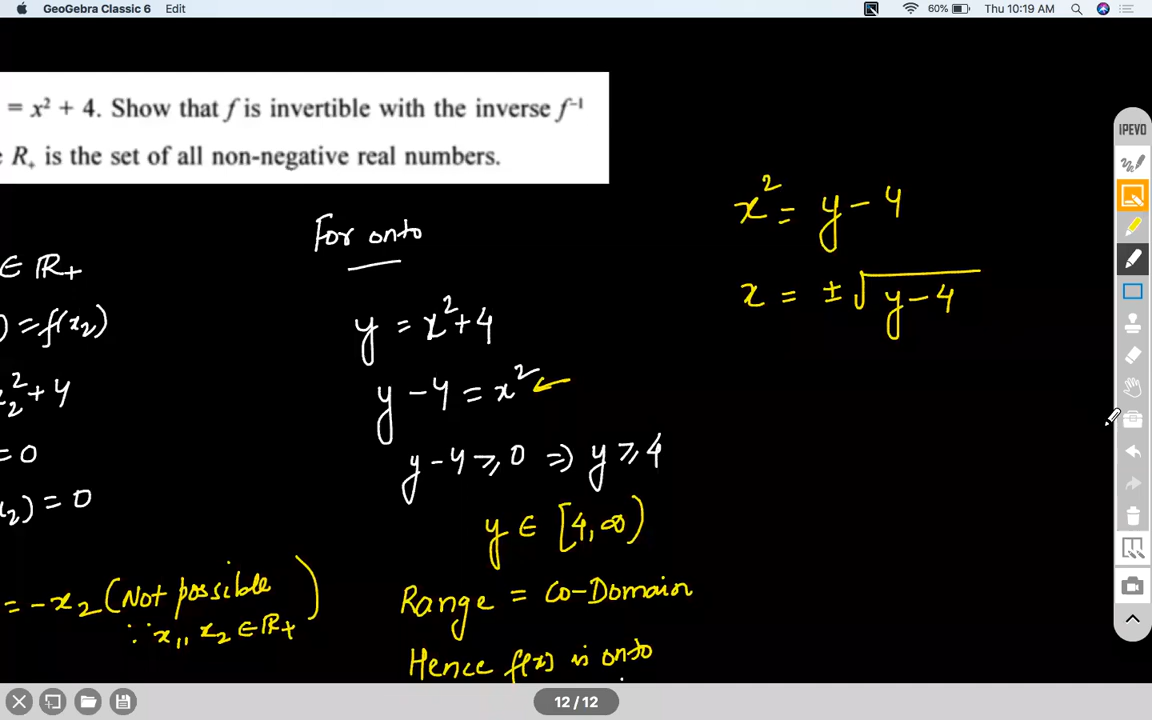 GeoGebra Classic 6 Edit 60% Thu 10:19 AM
= x² + 4. Show that f is invertible with the inverse f⁻¹
R₊ is the set of all non-negative real numbers.
∈ R₊
) = f(x₂)
x₂² + 4
= 0
x₂) = 0
= -x₂ (Not possible
∵ x₁, x₂ ∈ R₊)
For onto
y = x² + 4
y - 4 = x²
y - 4 ⩾ 0 ⇒ y ⩾ 4
y ∈ [4, ∞)
Range = Co-Domain
Hence f(x) is onto
x² = y - 4
x = ± √(y - 4)
IPEVO
12 / 12